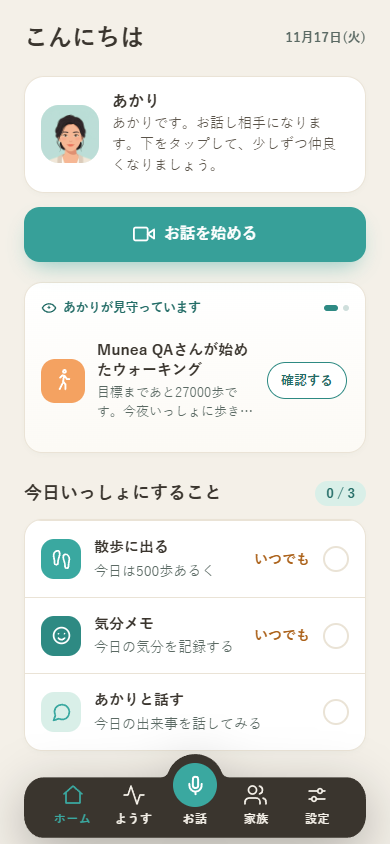 こんにちは
11月17日(火)
あかり
あかりです。お話し相手になりま
す。下をタップして、少しずつ仲良
くなりましょう。
お話を始める
あかりが見守っています
Munea QAさんが始め
たウォーキング
目標まであと27000歩で
す。今夜いっしょに歩き…
確認する
今日いっしょにすること
0 / 3
散歩に出る
今日は500歩あるく
いつでも
気分メモ
今日の気分を記録する
いつでも
あかりと話す
今日の出来事を話してみる
ホーム
ようす
お話
家族
設定